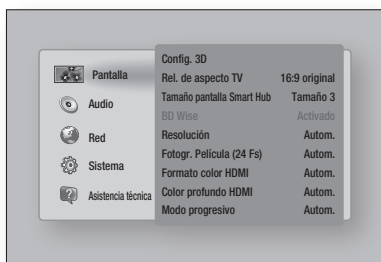 Pantalla
Audio
Red
Sistema
Asistencia técnica
Config. 3D
Rel. de aspecto TV 16:9 original
Tamaño pantalla Smart Hub Tamaño 3
BD Wise Activado
Resolución Autom.
Fotogr. Película (24 Fs) Autom.
Formato color HDMI Autom.
Color profundo HDMI Autom.
Modo progresivo Autom.